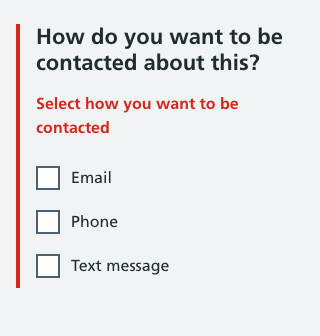 How do you want to be
contacted about this?
Select how you want to be
contacted
Email
Phone
Text message